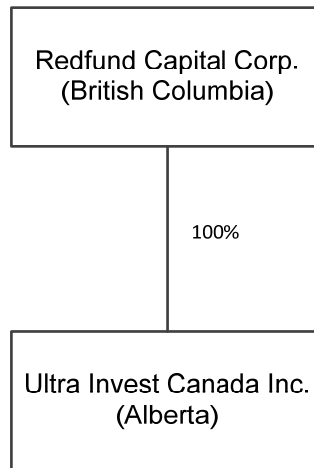 Redfund Capital Corp.
(British Columbia)
100%
Ultra Invest Canada Inc.
(Alberta)